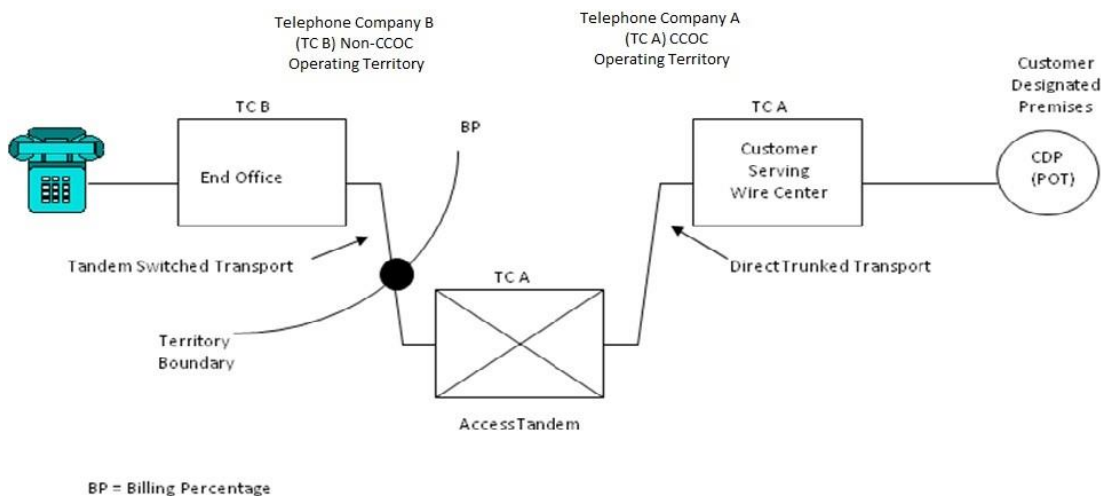 Telephone Company B
(TC B) Non-CCOC
Operating Territory
Telephone Company A
(TC A) CCOC
Operating Territory
Customer
Designated
Premises
TC B
BP
TC A
End Office
Customer
Serving
Wire Center
CDP
(POT)
Tandem Switched Transport
Direct Trunked Transport
TC A
Territory
Boundary
Access Tandem
BP = Billing Percentage